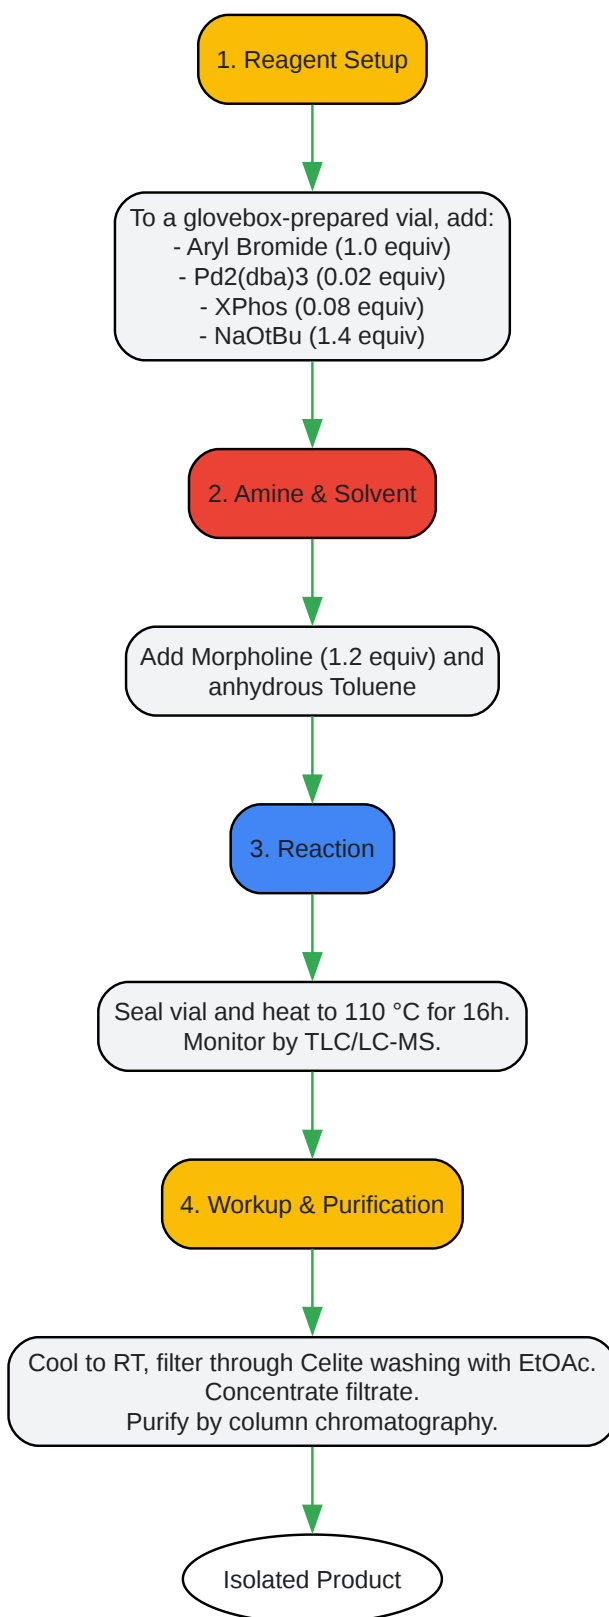 1. Reagent Setup
To a glovebox-prepared vial, add:
- Aryl Bromide (1.0 equiv)
- Pd2(dba)3 (0.02 equiv)
- XPhos (0.08 equiv)
- NaOtBu (1.4 equiv)
2. Amine & Solvent
Add Morpholine (1.2 equiv) and
anhydrous Toluene
3. Reaction
Seal vial and heat to 110 °C for 16h.
Monitor by TLC/LC-MS.
4. Workup & Purification
Cool to RT, filter through Celite washing with EtOAc.
Concentrate filtrate.
Purify by column chromatography.
Isolated Product